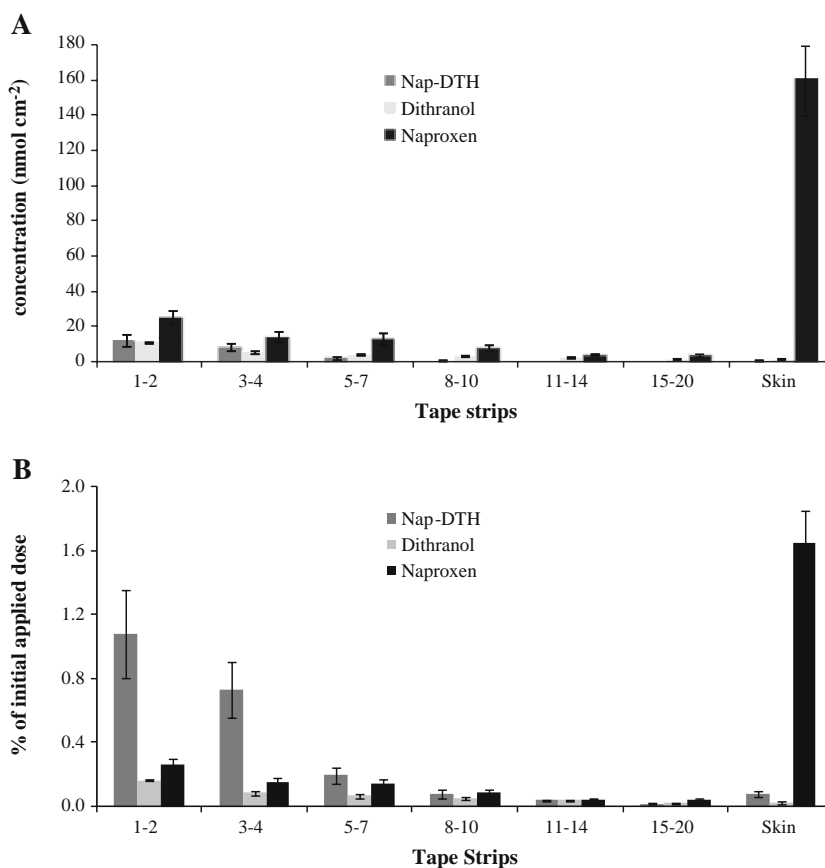 A
180
160
140
120
100
80
60
40
20
0
concentration (nmol cm-2)
Nap-DTH
Dithranol
Naproxen
1-2 3-4 5-7 8-10 11-14 15-20 Skin
Tape strips
B
2.0
1.6
1.2
0.8
0.4
0.0
% of initial applied dose
Nap-DTH
Dithranol
Naproxen
1-2 3-4 5-7 8-10 11-14 15-20 Skin
Tape Strips